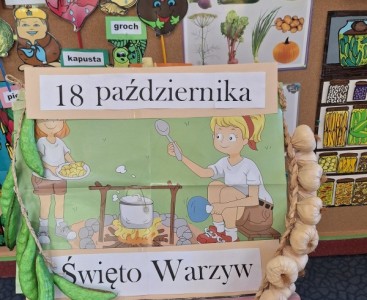 groch
kapusta
18 października
Święto Warzyw